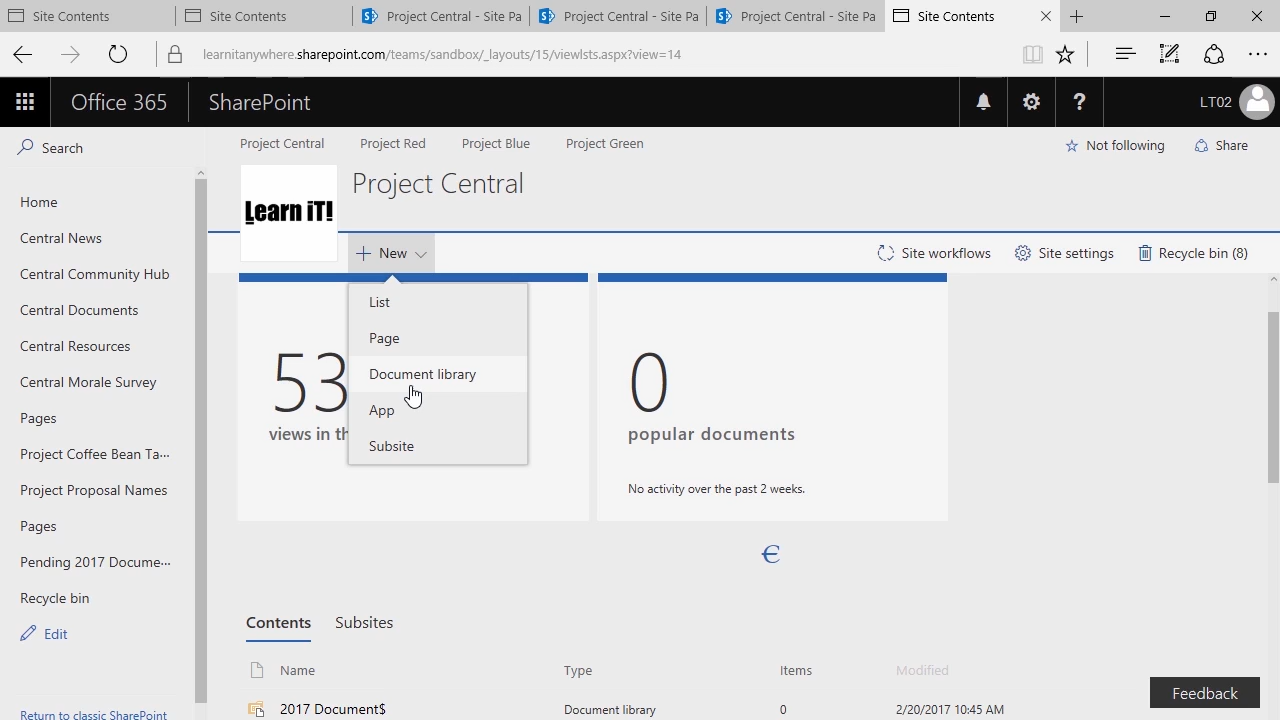 Site Contents
Site Contents
Project Central - Site Pa
Project Central - Site Pa
Project Central - Site Pa
Site Contents
learnitanywhere.sharepoint.com/teams/sandbox/_layouts/15/viewlsts.aspx?view=14
Office 365
SharePoint
?
LT02
Search
Project Central
Project Red
Project Blue
Project Green
Not following
Share
Learn iT!
Project Central
New
Site workflows
Site settings
Recycle bin (8)
Home
Central News
Central Community Hub
Central Documents
Central Resources
Central Morale Survey
Pages
Project Coffee Bean Ta...
Project Proposal Names
Pages
Pending 2017 Docume...
Recycle bin
Edit
Return to classic SharePoint
List
Page
Document library
App
Subsite
53
views in th
0
popular documents
No activity over the past 2 weeks.
Contents
Subsites
Name
Type
Items
Modified
2017 Document$
Document library
0
2/20/2017 10:45 AM
Feedback